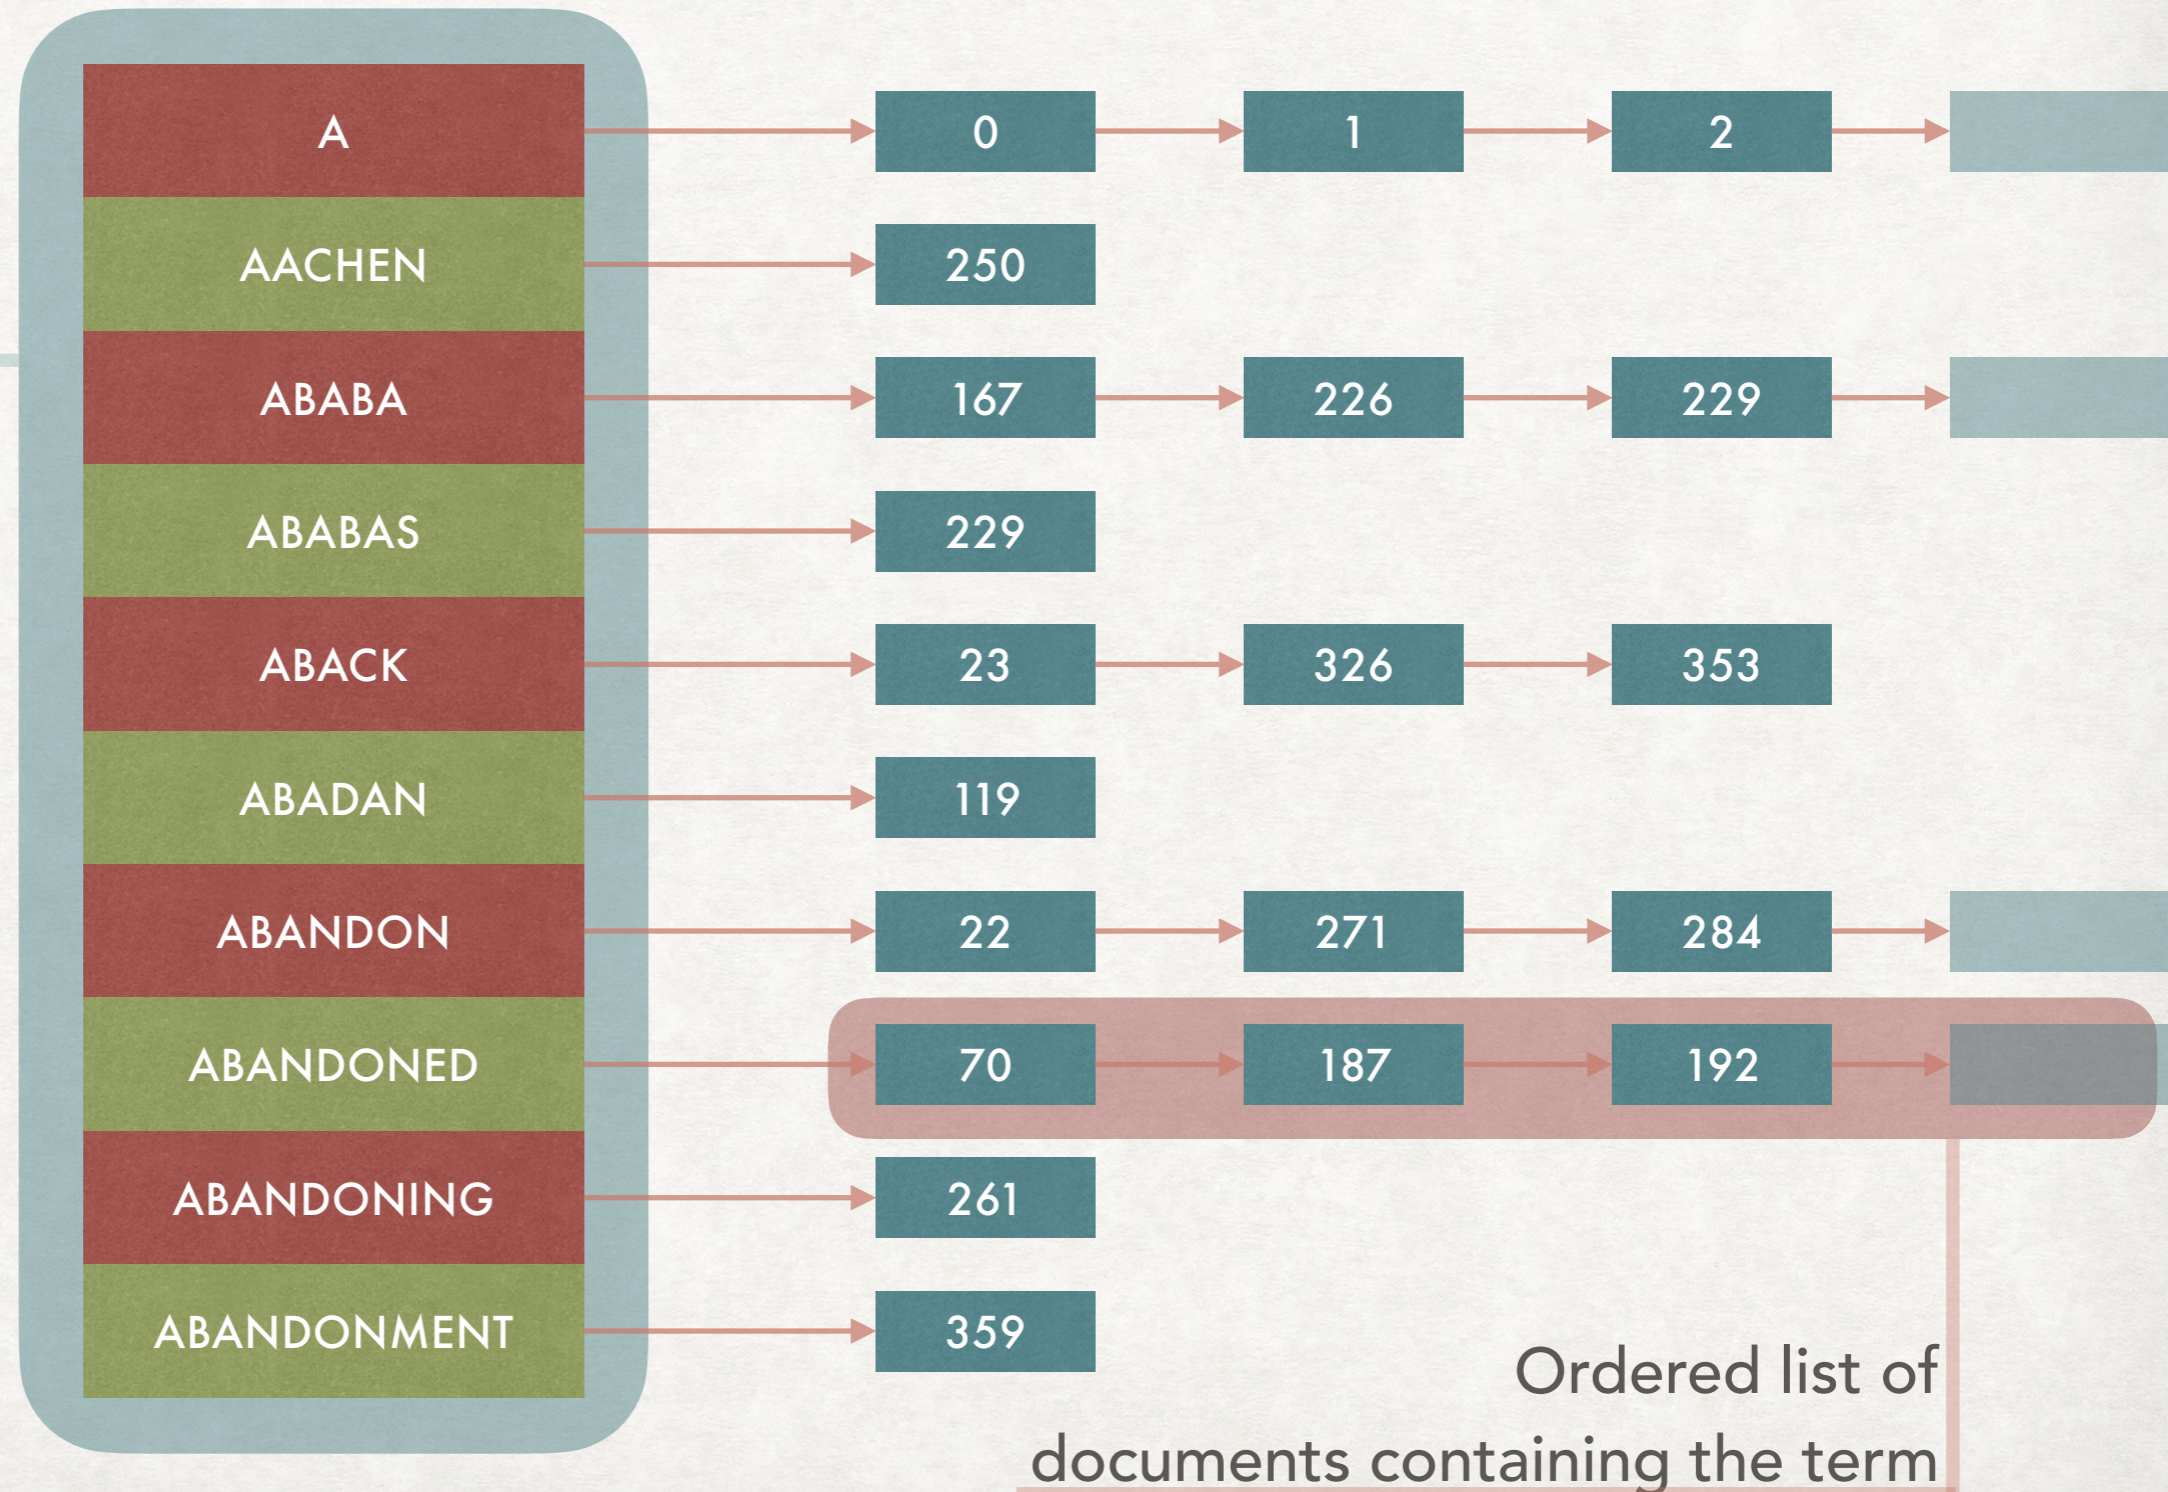 A 0 1 2
AACHEN 250
ABABA 167 226 229
ABABAS 229
ABACK 23 326 353
ABADAN 119
ABANDON 22 271 284
ABANDONED 70 187 192
ABANDONING 261
ABANDONMENT 359
Ordered list of
documents containing the term